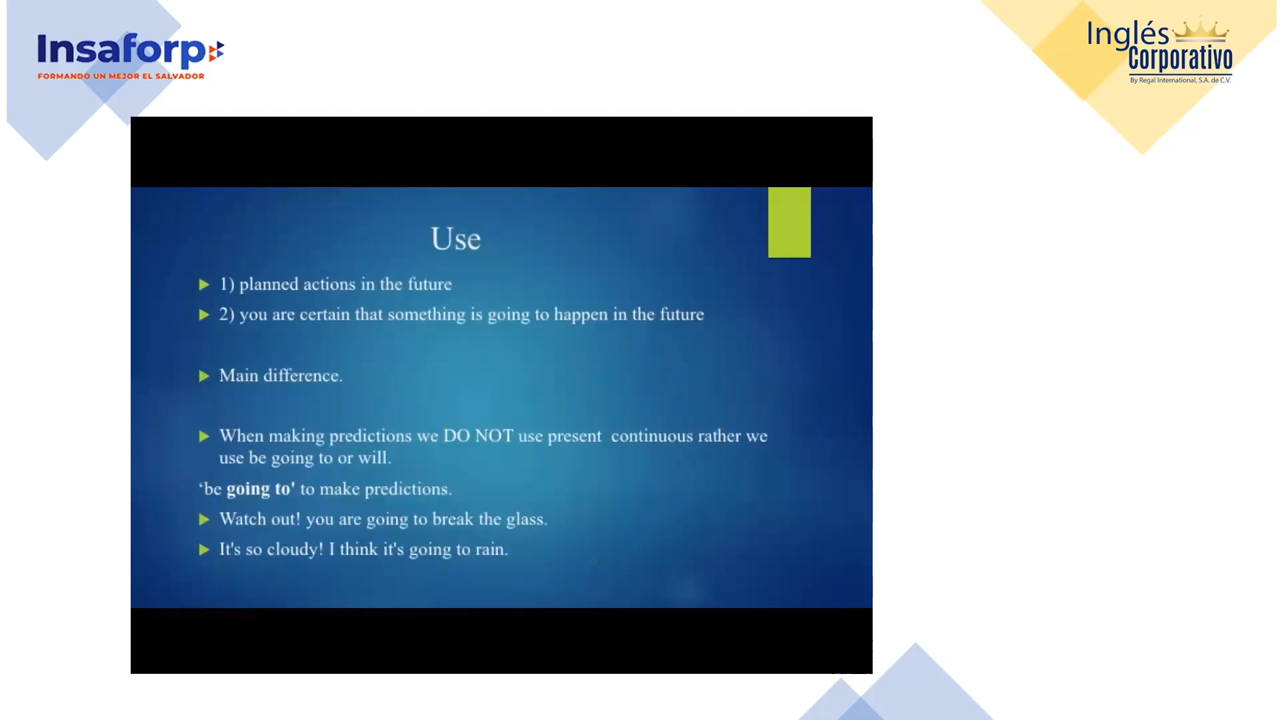 Insaforp
FORMANDO UN MEJOR EL SALVADOR
Inglés
Corporativo
By Regal International, S.A. de C.V.
Use
1) planned actions in the future
2) you are certain that something is going to happen in the future
Main difference.
When making predictions we DO NOT use present continuous rather we
use be going to or will.
‘be going to' to make predictions.
Watch out! you are going to break the glass.
It's so cloudy! I think it's going to rain.